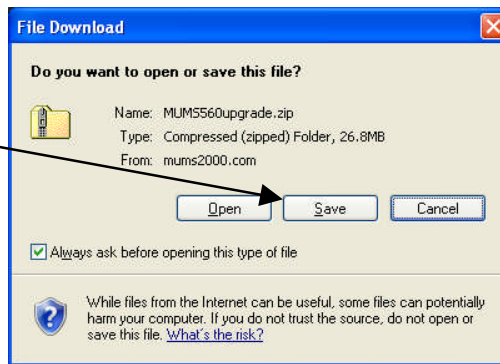 File Download
Do you want to open or save this file?
Name: MUMS560upgrade.zip
Type: Compressed (zipped) Folder, 26.8MB
From: mums2000.com
Open Save Cancel
Always ask before opening this type of file
While files from the Internet can be useful, some files can potentially
harm your computer. If you do not trust the source, do not open or
save this file. What's the risk?